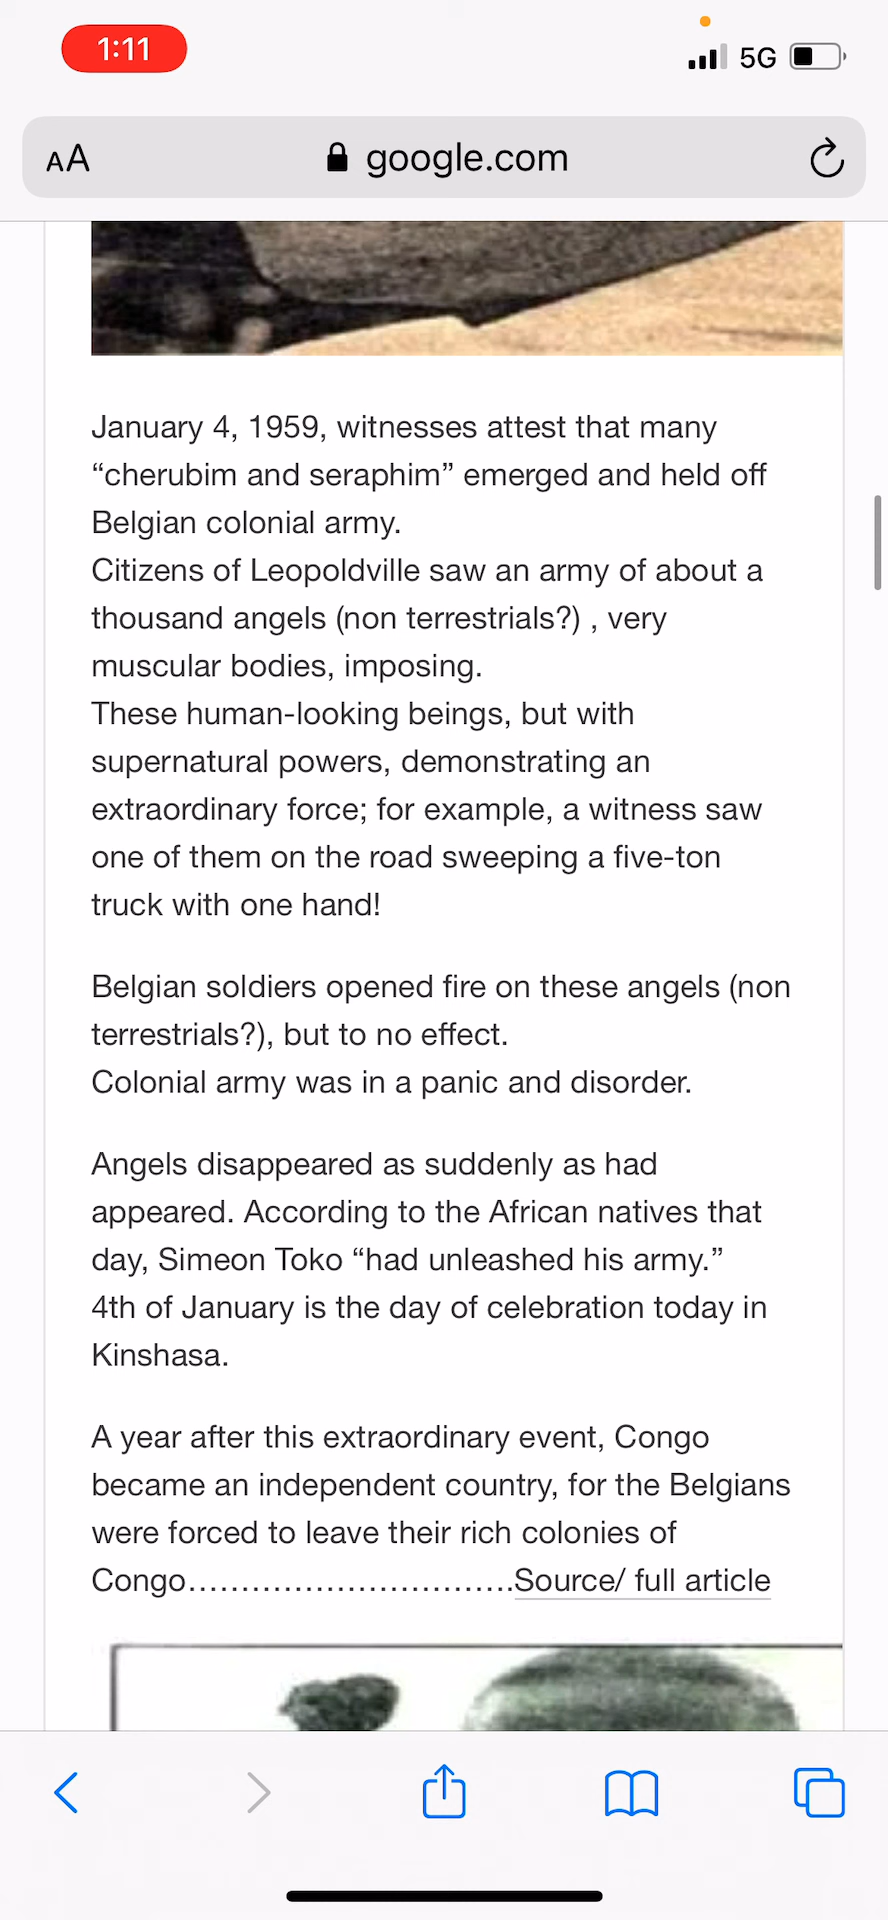 1:11
5G
AA
google.com
January 4, 1959, witnesses attest that many
“cherubim and seraphim” emerged and held off
Belgian colonial army.
Citizens of Leopoldville saw an army of about a
thousand angels (non terrestrials?) , very
muscular bodies, imposing.
These human-looking beings, but with
supernatural powers, demonstrating an
extraordinary force; for example, a witness saw
one of them on the road sweeping a five-ton
truck with one hand!
Belgian soldiers opened fire on these angels (non
terrestrials?), but to no effect.
Colonial army was in a panic and disorder.
Angels disappeared as suddenly as had
appeared. According to the African natives that
day, Simeon Toko “had unleashed his army.”
4th of January is the day of celebration today in
Kinshasa.
A year after this extraordinary event, Congo
became an independent country, for the Belgians
were forced to leave their rich colonies of
Congo…………………………..Source/ full article